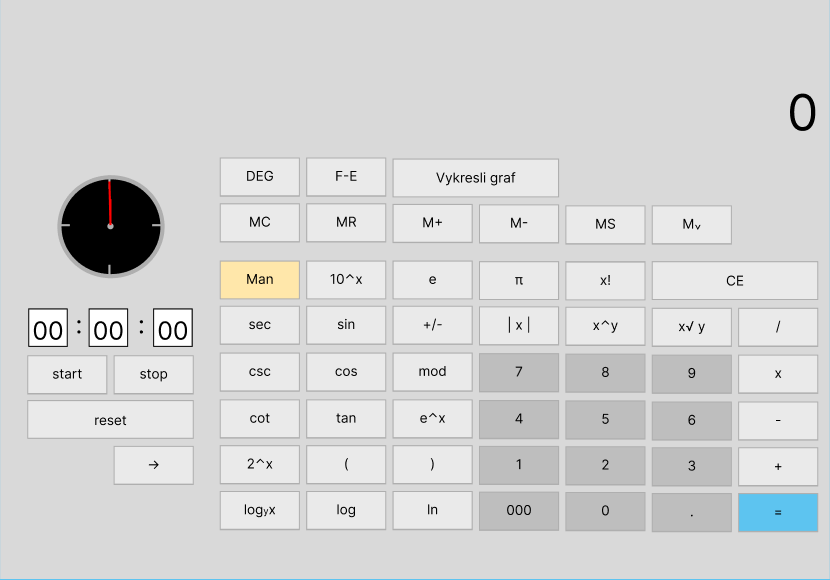 0
DEG F-E Vykresli graf
MC MR M+ M- MS Mᵥ
Man 10^x e π x! CE
00 : 00 : 00
sec sin +/- |x| x^y x√y /
start stop
csc cos mod 7 8 9 x
reset
cot tan e^x 4 5 6 -
→
2^x ( ) 1 2 3 +
logᵧx log ln 000 0 . =